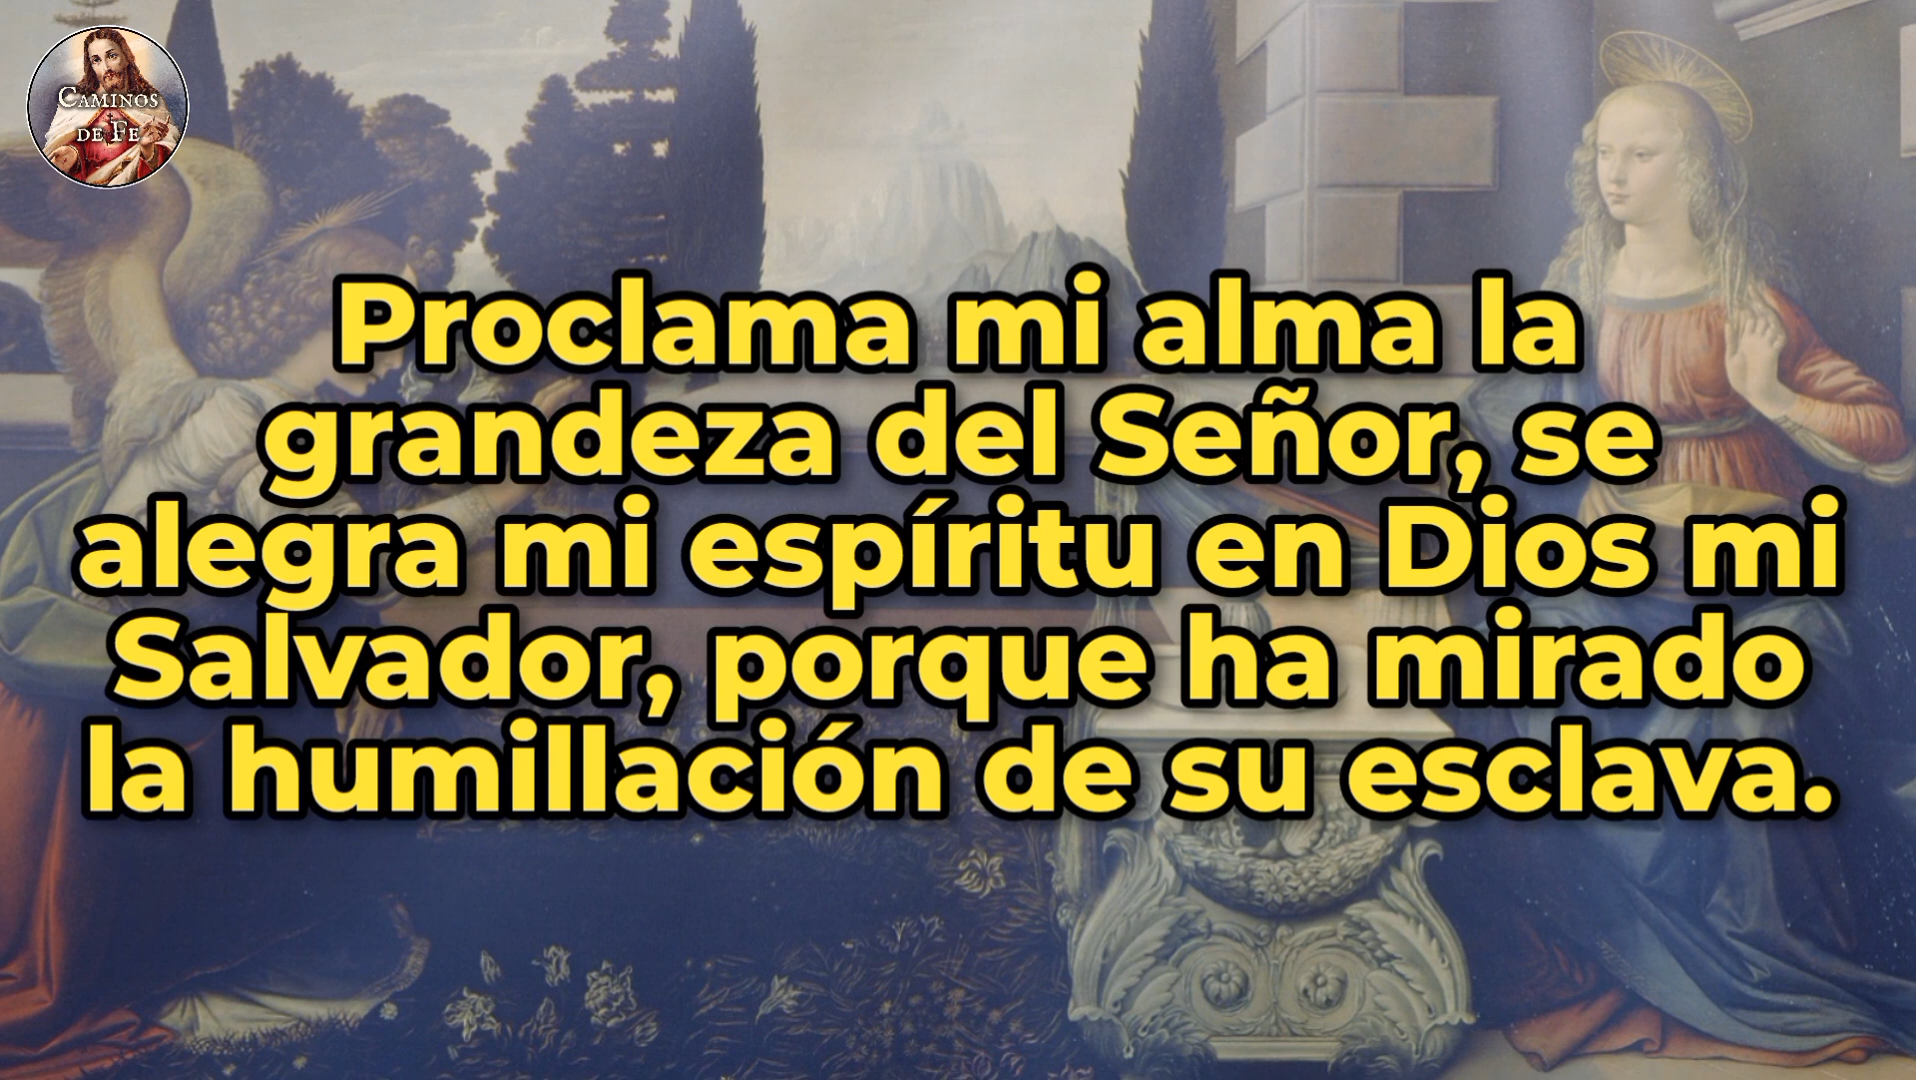 CAMINOS
DE FE
Proclama mi alma la
grandeza del Señor, se
alegra mi espíritu en Dios mi
Salvador, porque ha mirado
la humillación de su esclava.